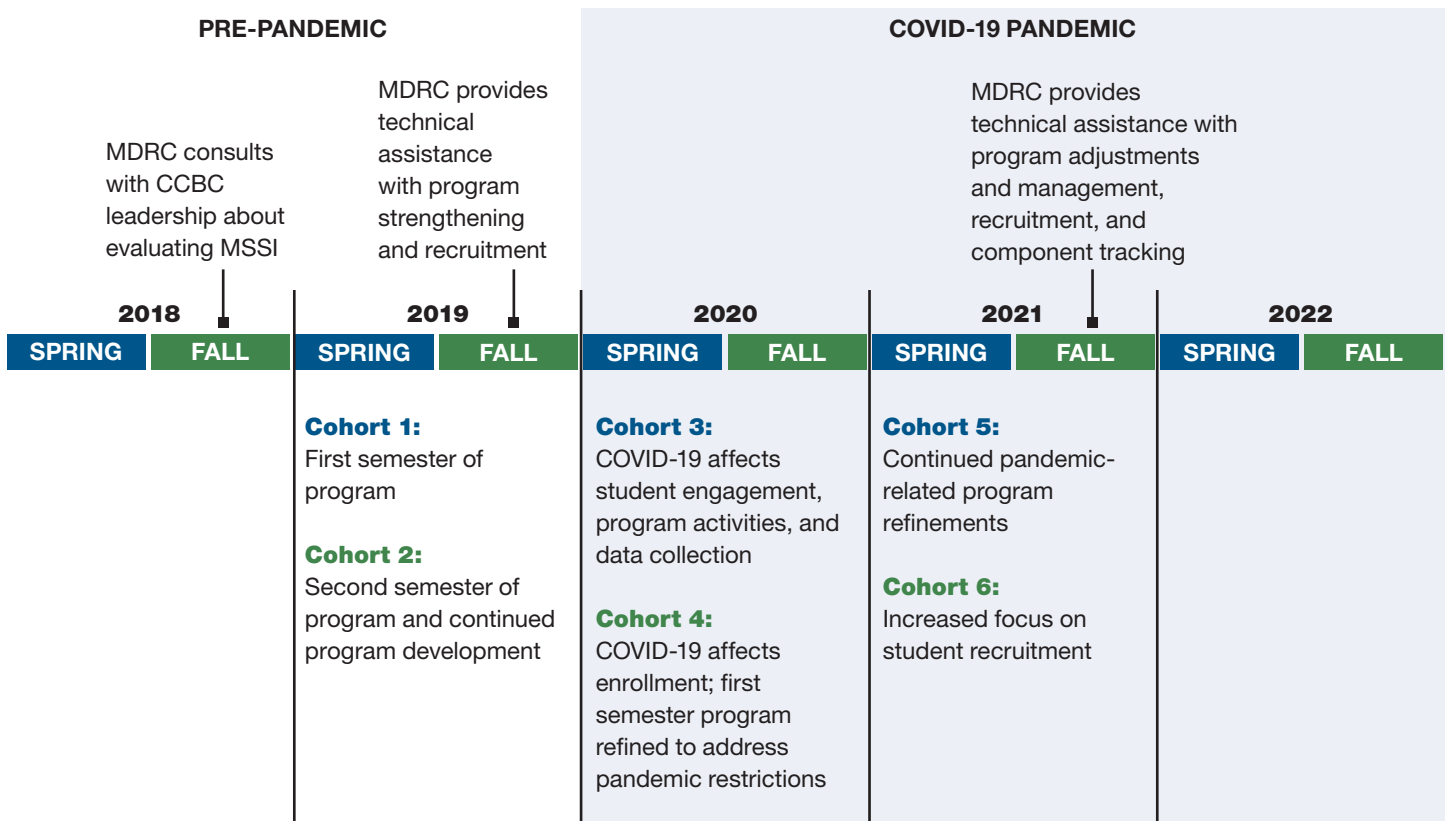 PRE-PANDEMIC
COVID-19 PANDEMIC
MDRC consults
with CCBC
leadership about
evaluating MSSI
MDRC provides
technical
assistance
with program
strengthening
and recruitment
MDRC provides
technical assistance with
program adjustments
and management,
recruitment, and
component tracking
2018
2019
2020
2021
2022
SPRING
FALL
SPRING
FALL
SPRING
FALL
SPRING
FALL
SPRING
FALL
Cohort 1:
First semester of
program
Cohort 2:
Second semester of
program and continued
program development
Cohort 3:
COVID-19 affects
student engagement,
program activities, and
data collection
Cohort 4:
COVID-19 affects
enrollment; first
semester program
refined to address
pandemic restrictions
Cohort 5:
Continued pandemic-
related program
refinements
Cohort 6:
Increased focus on
student recruitment